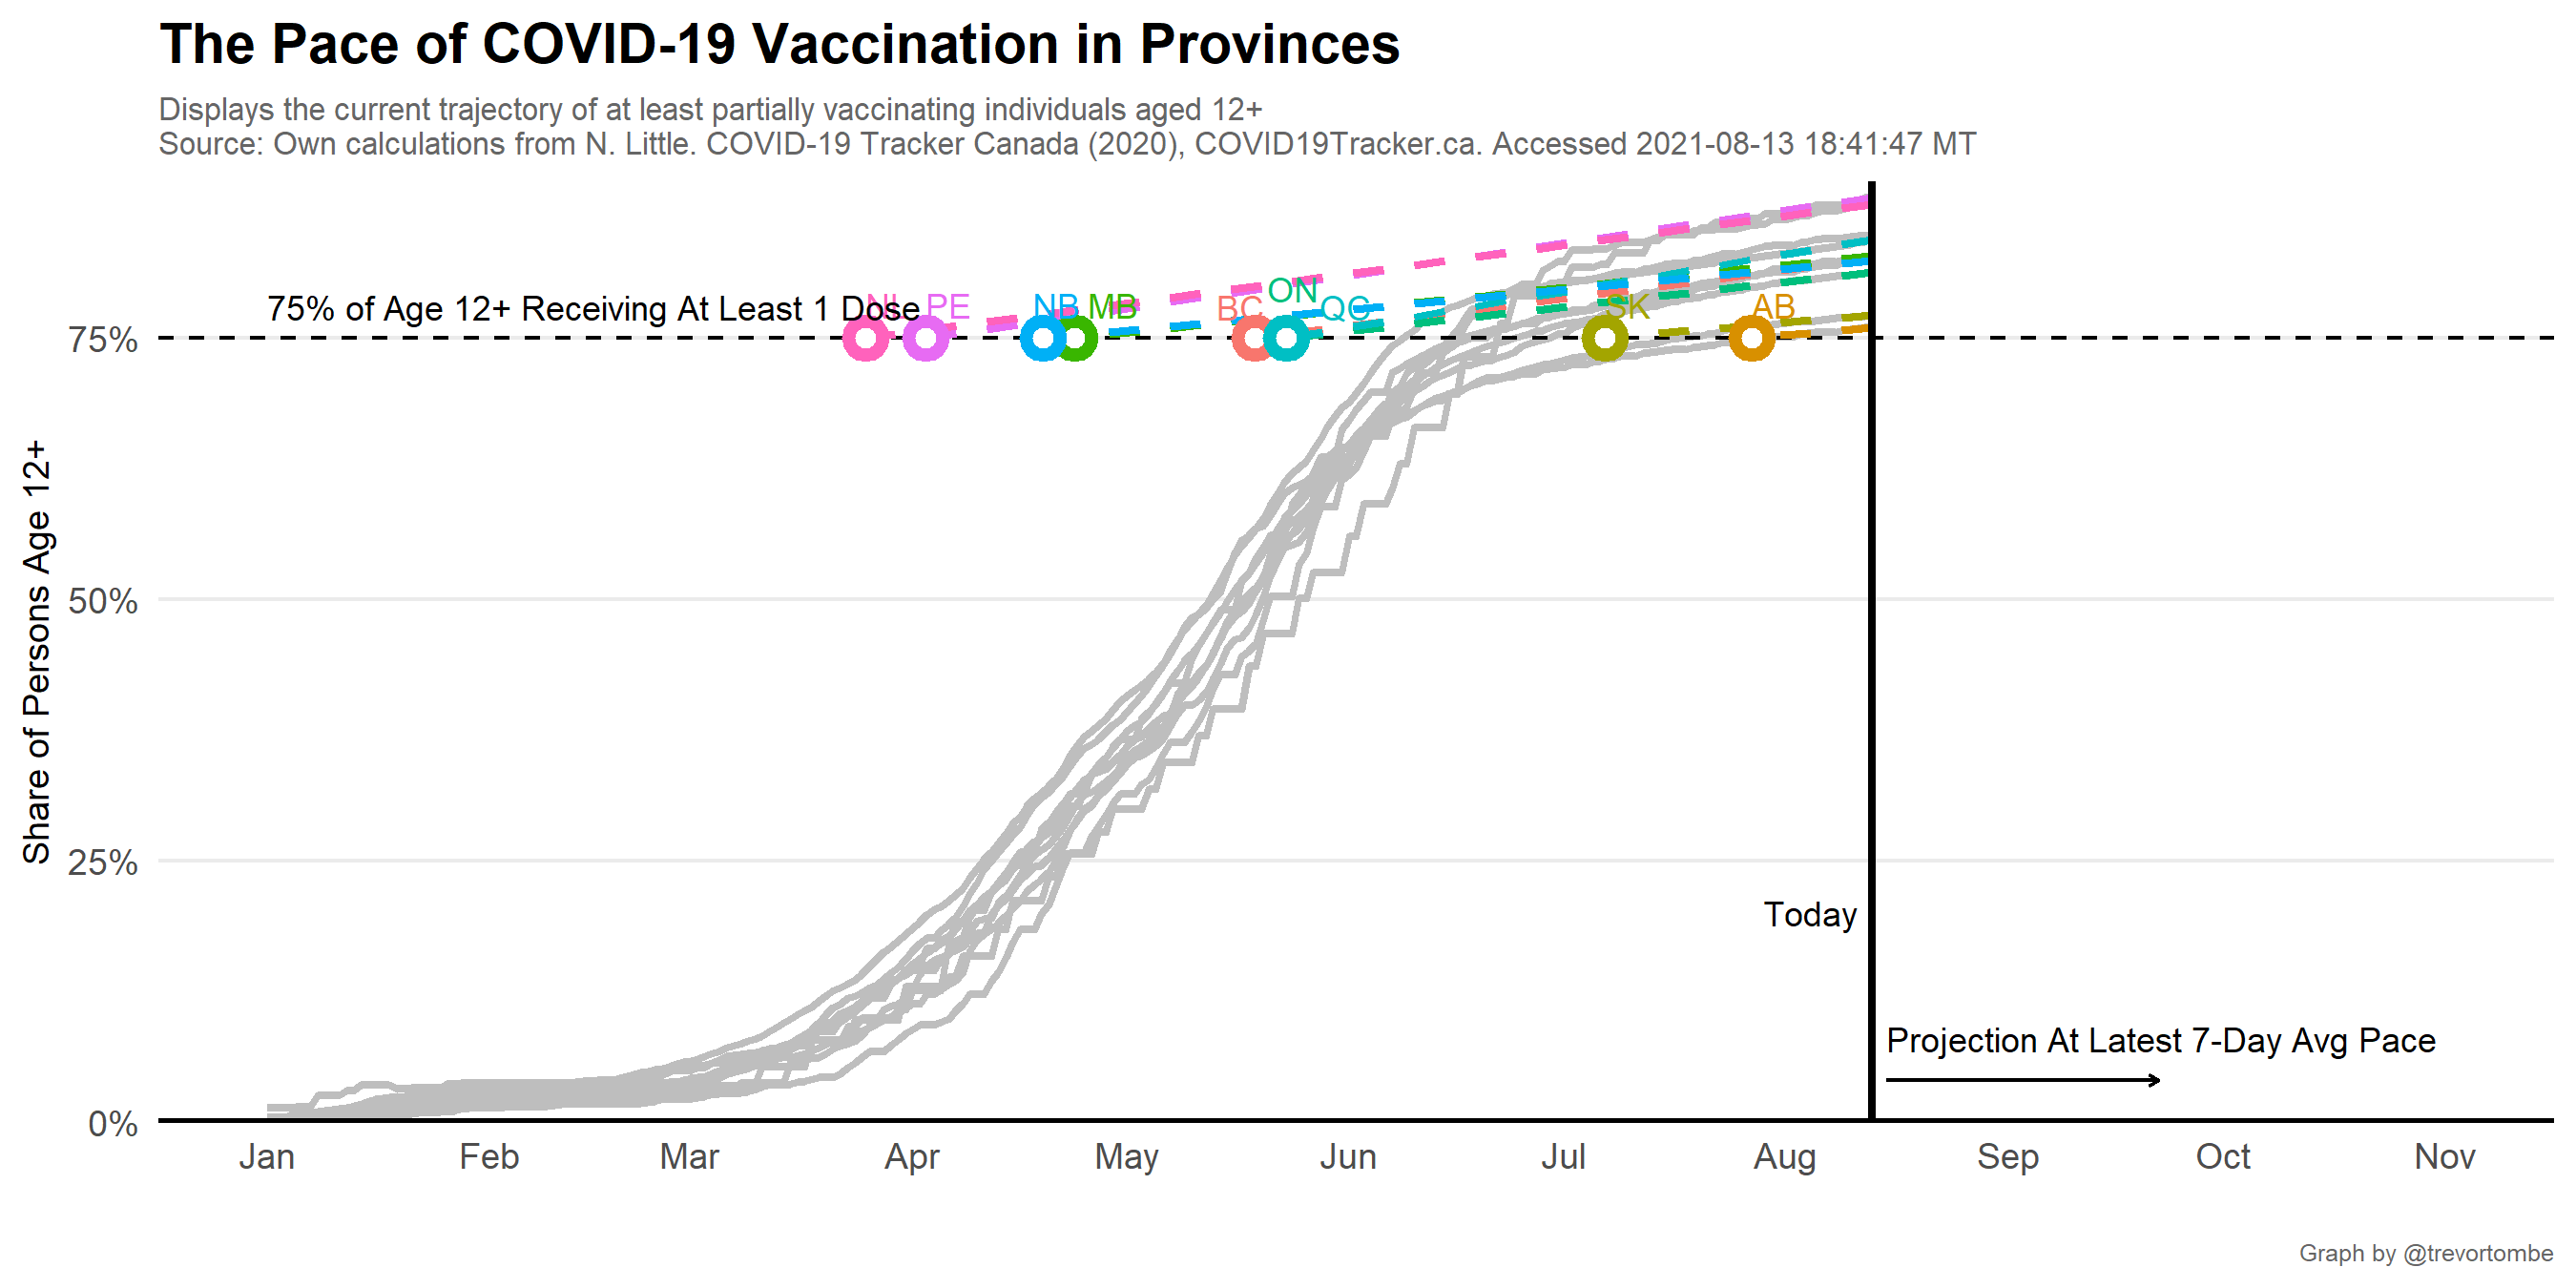 The Pace of COVID-19 Vaccination in Provinces
Displays the current trajectory of at least partially vaccinating individuals aged 12+
Source: Own calculations from N. Little. COVID-19 Tracker Canada (2020), COVID19Tracker.ca. Accessed 2021-08-13 18:41:47 MT
Share of Persons Age 12+
75%
50%
25%
0%
75% of Age 12+ Receiving At Least 1 Dose
NL
PE
NB
MB
BC
ON
QC
SK
AB
Today
Projection At Latest 7-Day Avg Pace
Jan
Feb
Mar
Apr
May
Jun
Jul
Aug
Sep
Oct
Nov
Graph by @trevortombe